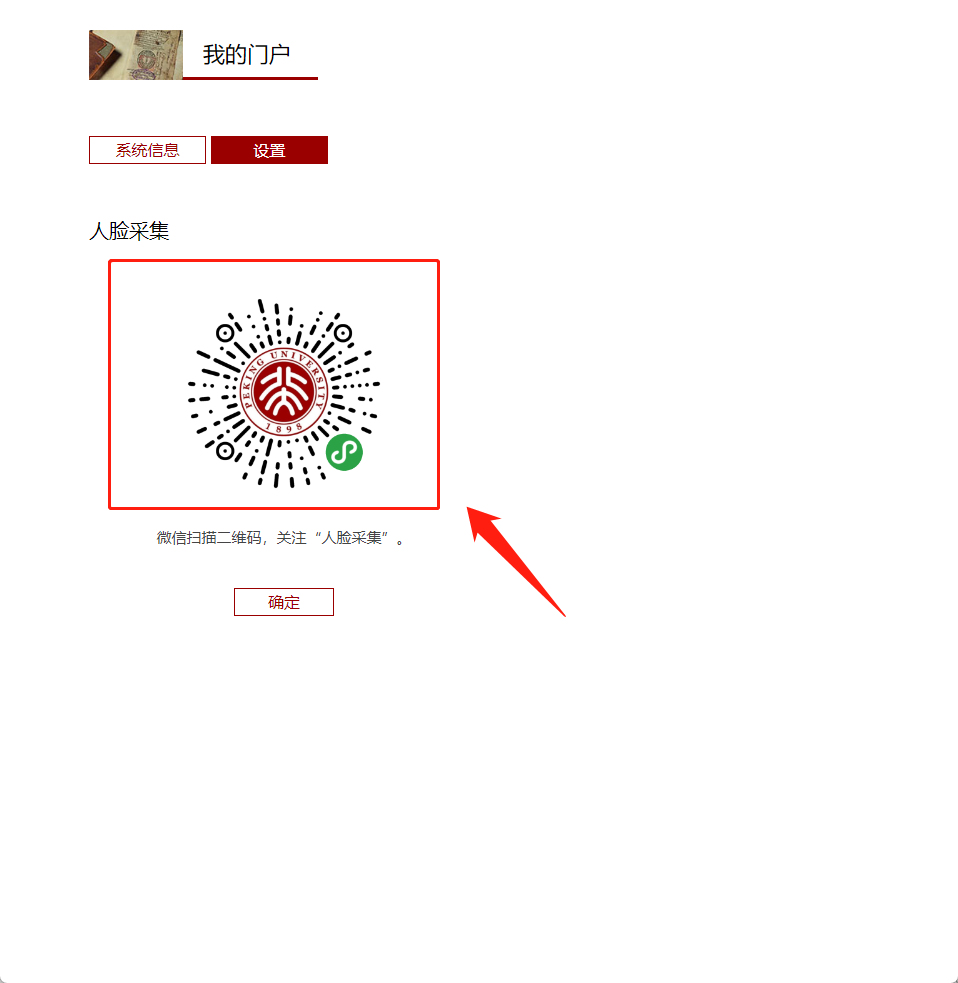 我的门户
系统信息
设置
人脸采集
PEKING UNIVERSITY
1898
微信扫描二维码，关注“人脸采集”。
确定